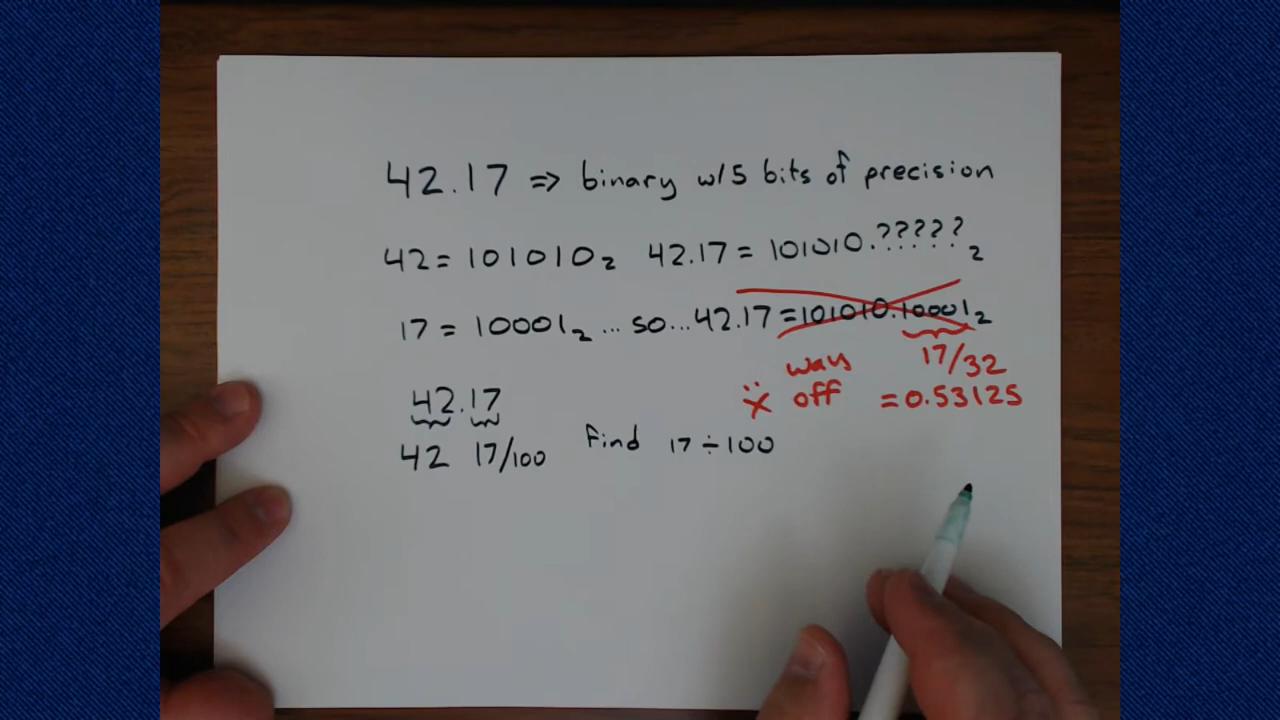 42.17 => binary w/5 bits of precision
42 = 101010₂ 42.17 = 101010.?????₂
17 = 10001₂ ... so... 42.17 = 101010.10001₂
ways 17/32
off = 0.53125
42.17
42 17/100 Find 17 ÷ 100